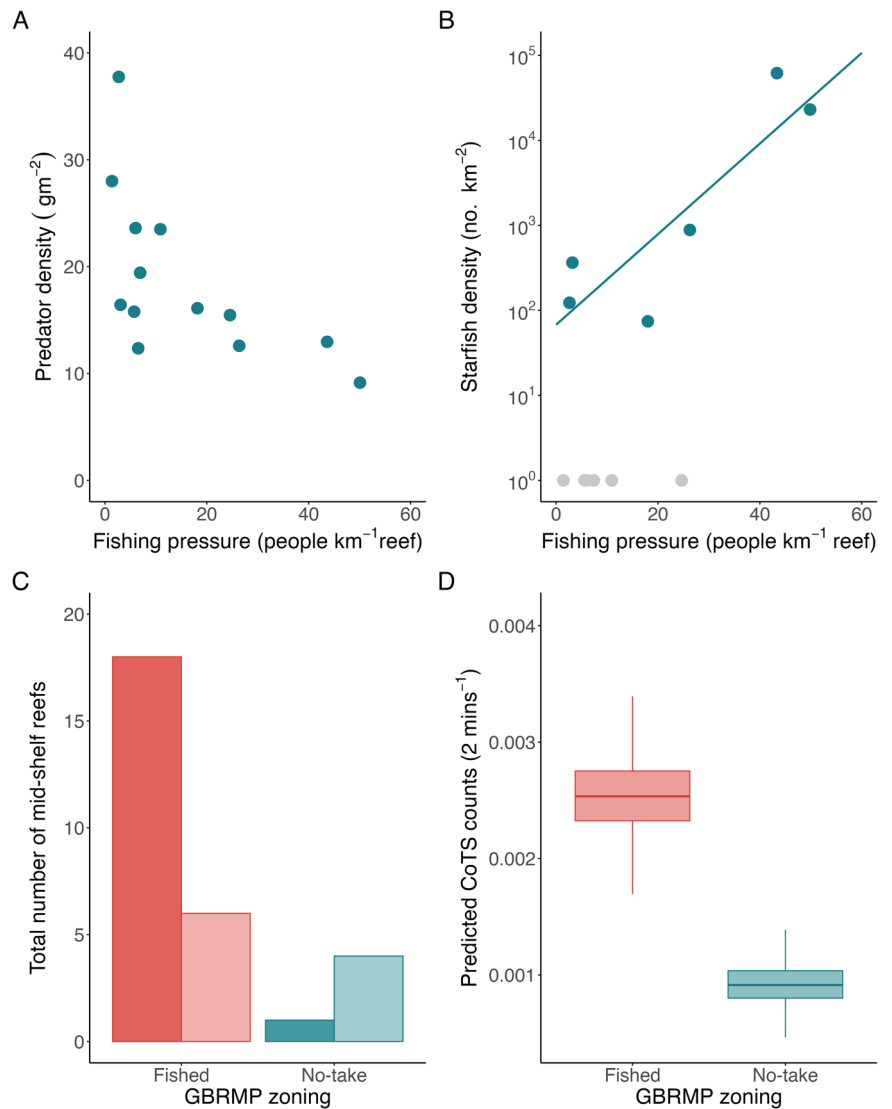 A
Predator density ( gm⁻²)
40
30
20
10
0
0 20 40 60
Fishing pressure (people km⁻¹reef)
B
Starfish density (no. km⁻²)
10⁵
10⁴
10³
10²
10¹
10⁰
0 20 40 60
Fishing pressure (people km⁻¹ reef)
C
Total number of mid-shelf reefs
20
15
10
5
0
Fished No-take
GBRMP zoning
D
Predicted CoTS counts (2 mins⁻¹)
0.004
0.003
0.002
0.001
Fished No-take
GBRMP zoning